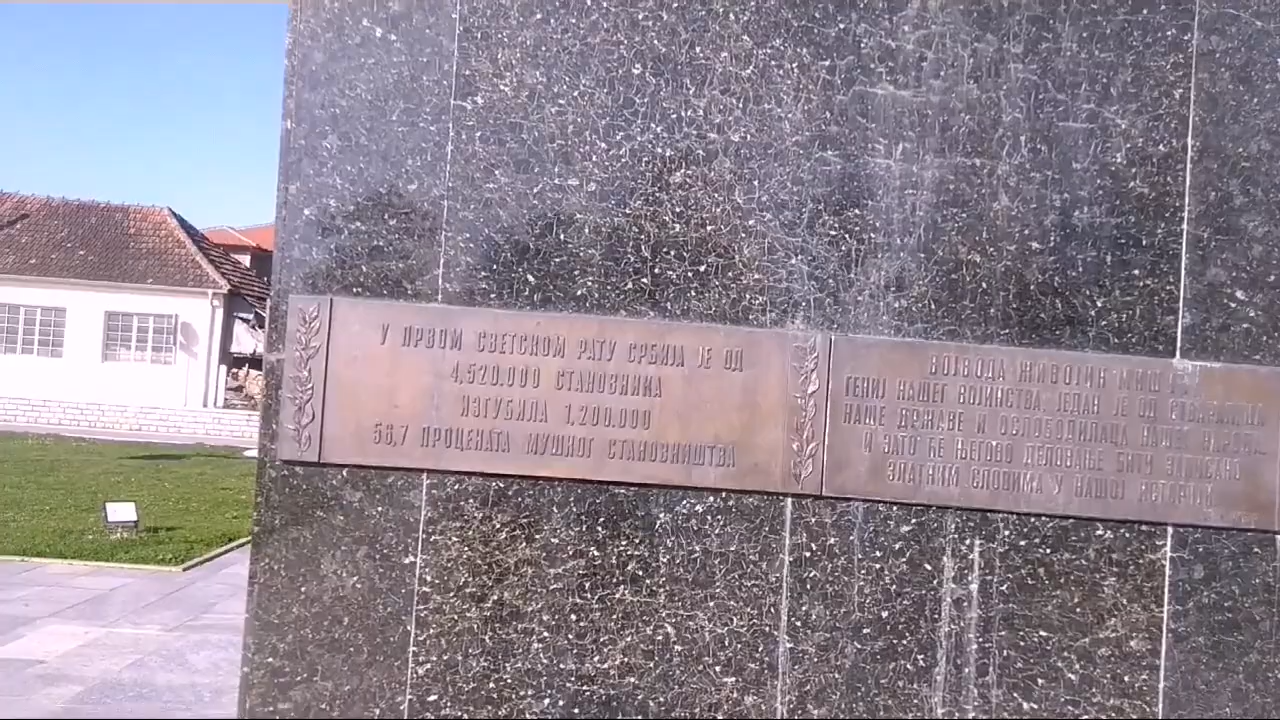 У ПРВОМ СВЕТСКОМ РАТУ СРБИЈА ЈЕ ОД
4,520.000 СТАНОВНИКА
ИЗГУБИЛА 1,200.000
56,7 ПРОЦЕНАТА МУШКОГ СТАНОВНИШТВА
ВОЈВОДА ЖИВОЈИН
ГЕНИЈ НАШЕГ ВОЈИНСТВА, ЈЕДАН ЈЕ ОД СТВАРАЛАЦА
НАШЕ ДРЖАВЕ И ОСЛОБОДИЛАЦА НАШЕГ НАРОДА
И ЗАТО ЋЕ ЊЕГОВО ДЕЛОВАЊЕ БИТИ ЗАПИСАНО
ЗЛАТНИМ СЛОВИМА У НАШОЈ ИСТОРИЈИ